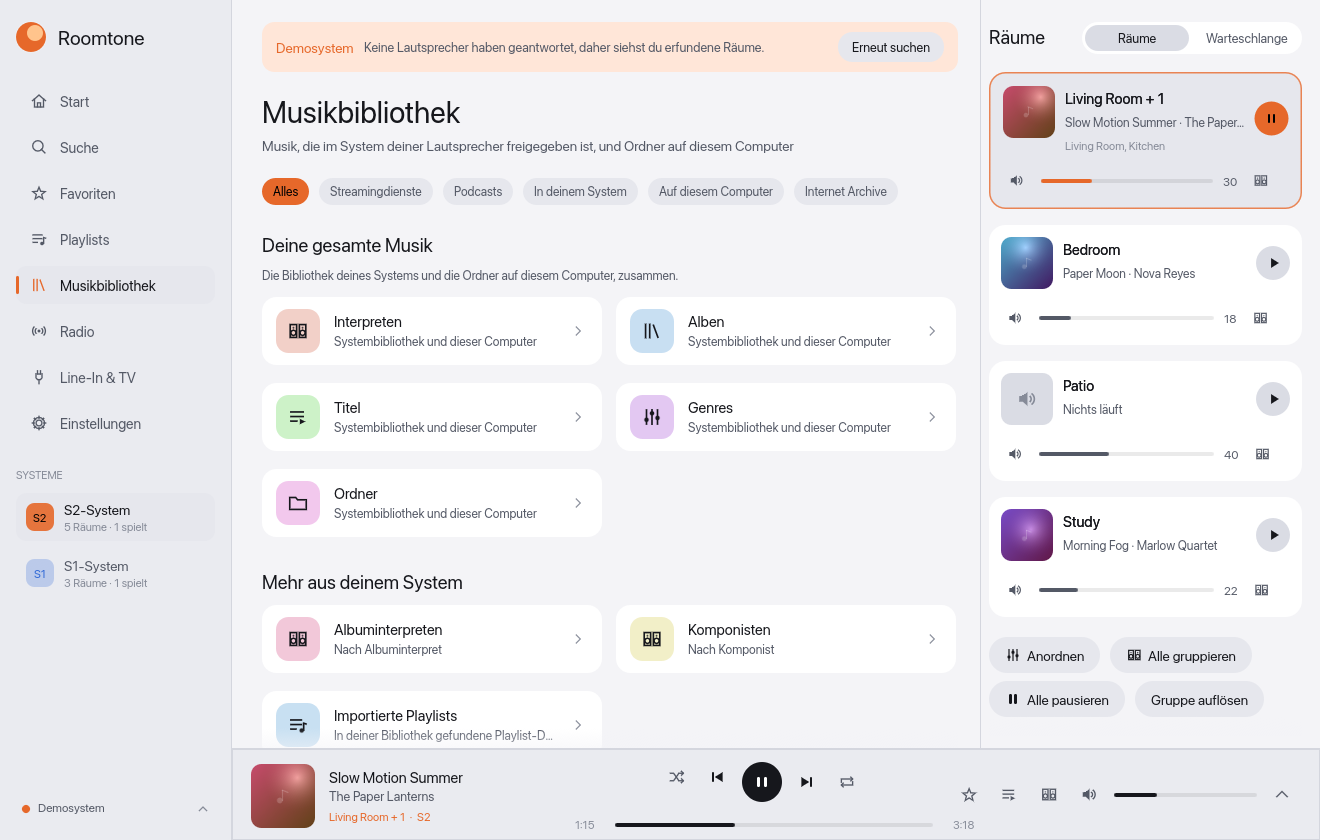 Roomtone
Start
Suche
Favoriten
Playlists
Musikbibliothek
Radio
Line-In & TV
Einstellungen
SYSTEME
S2
S2-System
5 Räume · 1 spielt
S1
S1-System
3 Räume · 1 spielt
Demosystem
Demosystem Keine Lautsprecher haben geantwortet, daher siehst du erfundene Räume. Erneut suchen
Musikbibliothek
Musik, die im System deiner Lautsprecher freigegeben ist, und Ordner auf diesem Computer
Alles Streamingdienste Podcasts In deinem System Auf diesem Computer Internet Archive
Deine gesamte Musik
Die Bibliothek deines Systems und die Ordner auf diesem Computer, zusammen.
Interpreten
Systembibliothek und dieser Computer
Alben
Systembibliothek und dieser Computer
Titel
Systembibliothek und dieser Computer
Genres
Systembibliothek und dieser Computer
Ordner
Systembibliothek und dieser Computer
Mehr aus deinem System
Albuminterpreten
Nach Albuminterpret
Komponisten
Nach Komponist
Importierte Playlists
In deiner Bibliothek gefundene Playlist-D...
Räume
Räume Warteschlange
Living Room + 1
Slow Motion Summer · The Paper...
Living Room, Kitchen
30
Bedroom
Paper Moon · Nova Reyes
18
Patio
Nichts läuft
40
Study
Morning Fog · Marlow Quartet
22
Anordnen Alle gruppieren
Alle pausieren Gruppe auflösen
Slow Motion Summer
The Paper Lanterns
Living Room + 1 · S2
1:15 3:18